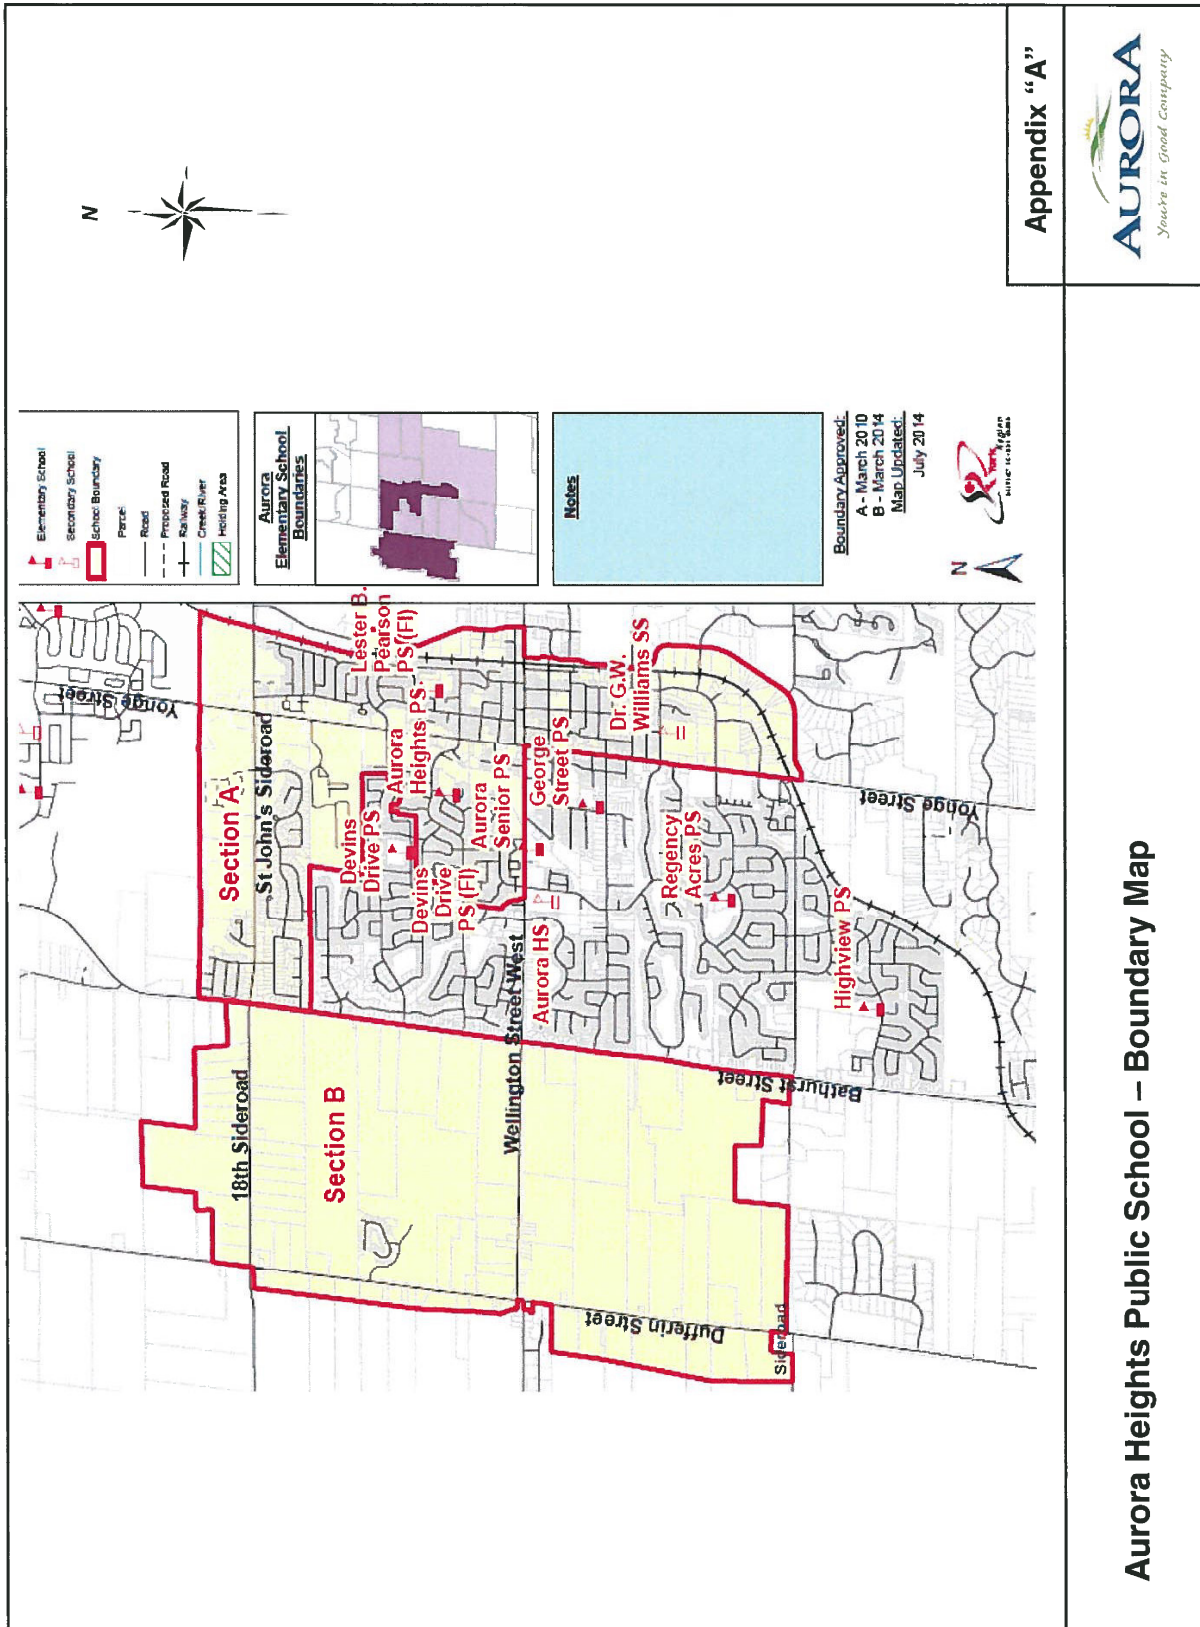 N
Elementary School
Secondary School
School Boundary
Parcel
Road
Proposed Road
Railway
Creek/River
Holding Area
Aurora
Elementary School
Boundaries
Notes
Boundary Approved:
A - March 2010
B - March 2014
Map Updated:
July 2014
N
York Region
Section A
Section B
Yonge Street
St John's Sideroad
18th Sideroad
Lester B.
Pearson
PS (FI)
Aurora
Heights PS
Devins
Drive PS
Devins
Drive
PS (FI)
Aurora
Senior PS
George
Street PS
Dr. G.W.
Williams SS
Aurora HS
Wellington Street West
Regency
Acres PS
Highview PS
Yonge Street
Bathurst Street
Dufferin Street
Sideroad
Appendix “A”
AURORA
You're in Good Company
Aurora Heights Public School – Boundary Map